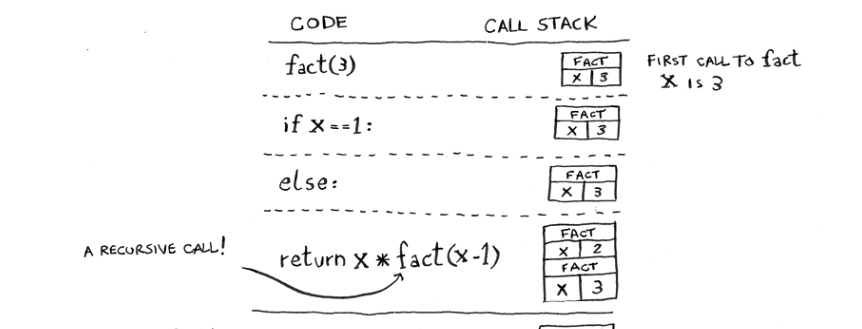 CODE CALL STACK
fact(3)
FACT
X 3
FIRST CALL TO fact
X IS 3
if x==1:
FACT
X 3
else:
FACT
X 3
A RECURSIVE CALL!
return x * fact(x-1)
FACT
X 2
FACT
X 3